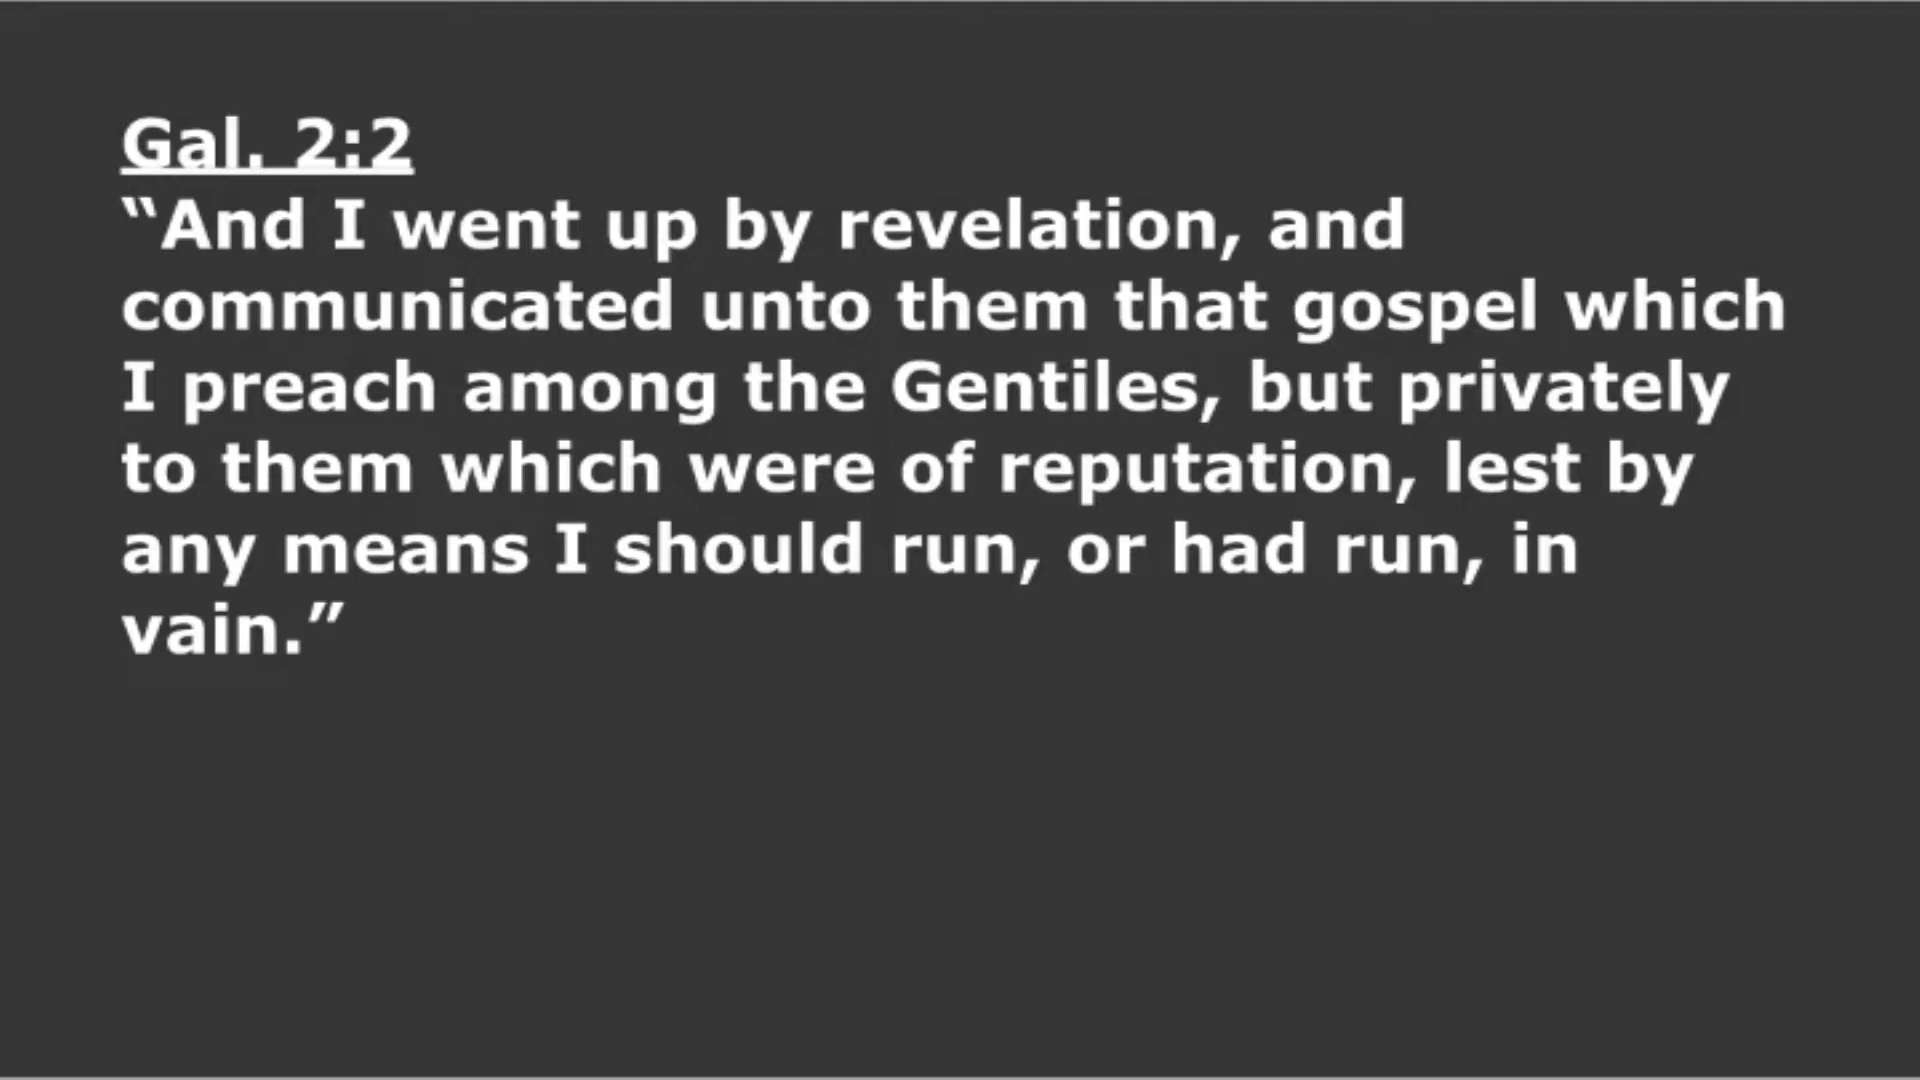 Gal. 2:2
“And I went up by revelation, and
communicated unto them that gospel which
I preach among the Gentiles, but privately
to them which were of reputation, lest by
any means I should run, or had run, in
vain.”